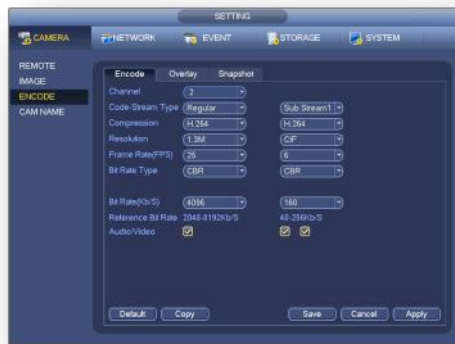 SETTING
CAMERA NETWORK EVENT STORAGE SYSTEM
REMOTE
IMAGE
ENCODE
CAM NAME
Encode Overlay Snapshot
Channel 2
Code-Stream Type Regular Sub Stream1
Compression H.264 H.264
Resolution 1.3M CIF
Frame Rate(FPS) 25 6
Bit Rate Type CBR CBR
Bit Rate(Kb/S) 4096 160
Reference Bit Rate 2048-8192Kb/S 48-256Kb/S
Audio/Video
Default Copy Save Cancel Apply